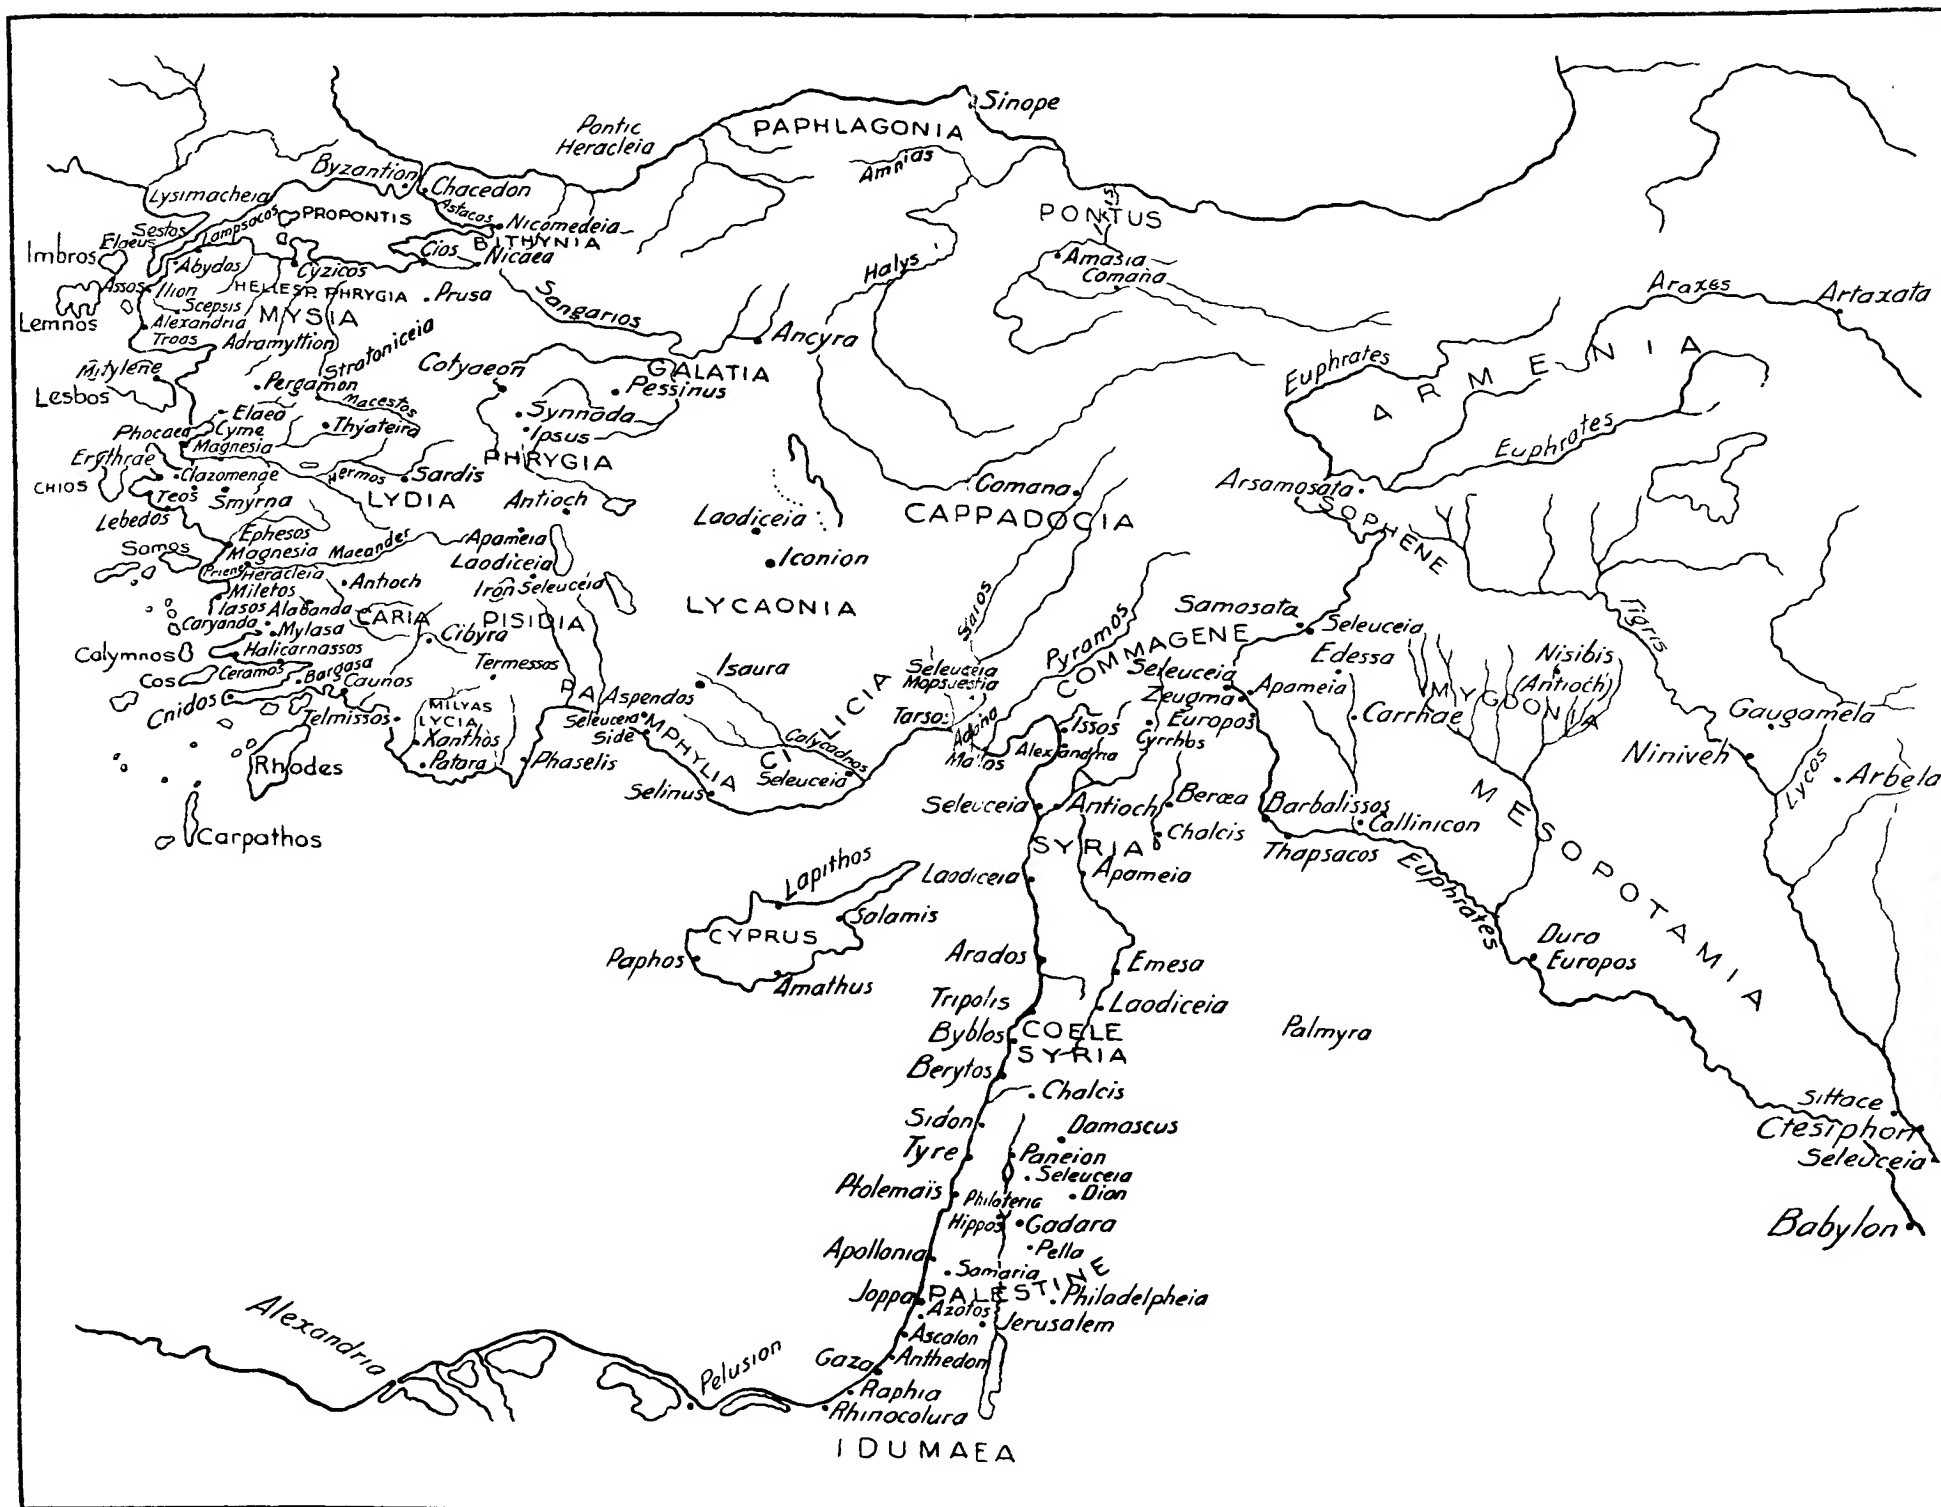 Sinope
PAPHLAGONIA
Pontic
Heracleia
Amnias
Byzantion
Chacedon
Lysimacheia
Astacos
Nicomedeia
PROPONTIS
Lampsacos
Sestos
Elaeus
BITHYNIA
PONTUS
Iris
Imbros
Cios
Nicaea
Abydos
Cyzicos
Halys
Amasia
Comana
Assos
Ilion
HELLESP. PHRYGIA
Prusa
Sangarios
Araxes
Artaxata
Lemnos
Scepsis
MYSIA
Alexandria
Troas
Adramyttion
Stratoniceia
Ancyra
Euphrates
ARMENIA
Mitylene
Cotyaeon
GALATIA
Pessinus
Lesbos
Pergamon
Macestos
Elaea
Cyme
Thyateira
Synnada
Ipsus
Euphrates
Phocaea
Magnesia
PHRYGIA
Erythrae
Clazomenae
Hermos
Sardis
CHIOS
Teos
Smyrna
LYDIA
Antioch
Laodiceia
Comana
CAPPADOCIA
Arsamosata
SOPHENE
Lebedos
Ephesos
Samos
Magnesia
Maeander
Apameia
Iconion
Priene
Heracleia
Laodiceia
Miletos
Antioch
Iron
Seleuceia
Iasos
Alabanda
CARIA
PISIDIA
LYCAONIA
Saros
Pyramos
Samosata
Seleuceia
Tigris
Caryanda
Mylasa
Cibyra
COMMAGENE
Calymnos
Halicarnassos
Termessos
Isaura
Seleuceia
Mopsuestia
Seleuceia
Zeugma
Edessa
Nisibis
(Antioch)
Cos
Ceramos
Bargasa
Caunos
Cnidos
MILYAS
LYCIA
PAMPHYLIA
Aspendos
CILICIA
Tarsos
Adana
Issos
Apameia
Europos
Carrhae
MYGDONIA
Gaugamela
Telmissos
Xanthos
Patara
Seleuceia
Side
Calycadnos
Mallos
Alexandria
Cyrrhos
Niniveh
Rhodes
Phaselis
Seleuceia
Selinus
Lycos
Arbela
Seleuceia
Antioch
Beroea
Barbalissos
Callinicon
MESOPOTAMIA
Carpathos
SYRIA
Chalcis
Thapsacos
Euphrates
Lapithos
Laodiceia
Apameia
Salamis
CYPRUS
Paphos
Amathus
Arados
Emesa
Dura
Europos
Tripolis
Laodiceia
Byblos
COELE
SYRIA
Palmyra
Berytos
Chalcis
Sittace
Sidon
Damascus
Ctesiphon
Tyre
Paneion
Seleuceia
Seleuceia
Ptolemaïs
Philoteria
Dion
Hippos
Gadara
Babylon
Apollonia
Pella
Samaria
Joppa
PALESTINE
Philadelpheia
Azotos
Jerusalem
Ascalon
Alexandria
Pelusion
Gaza
Anthedon
Raphia
Rhinocolura
IDUMAEA